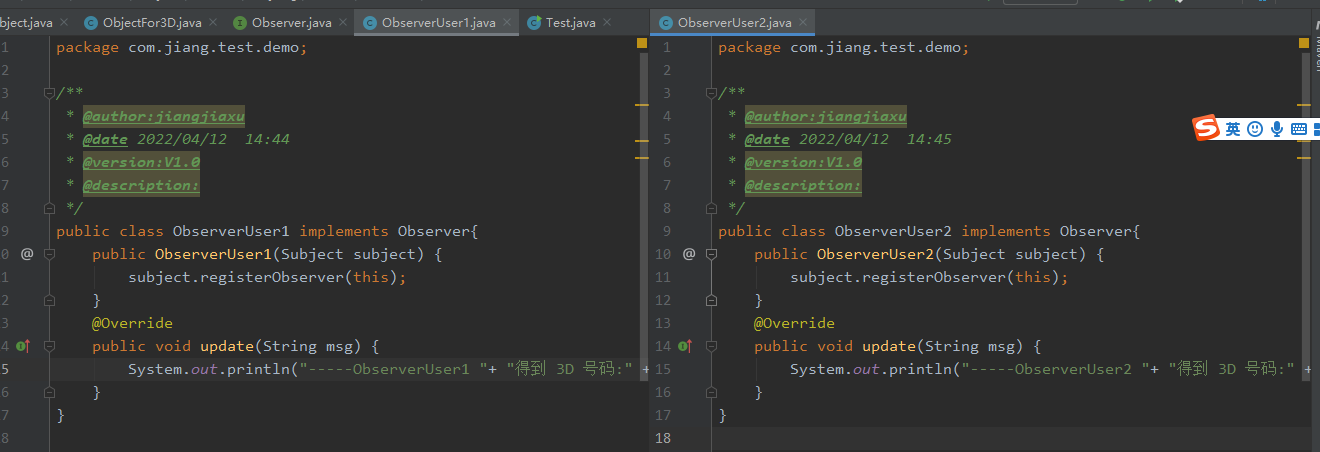 bject.java ObjectFor3D.java Observer.java ObserverUser1.java Test.java
1 package com.jiang.test.demo;
2
3 /**
4 * @author:jiangjiaxu
5 * @date 2022/04/12 14:44
6 * @version:V1.0
7 * @description:
8 */
9 public class ObserverUser1 implements Observer{
0 @ public ObserverUser1(Subject subject) {
1 subject.registerObserver(this);
2 }
3 @Override
4 public void update(String msg) {
5 System.out.println("-----ObserverUser1 "+ "得到 3D 号码:" +
6 }
7 }
8
ObserverUser2.java
1 package com.jiang.test.demo;
2
3 /**
4 * @author:jiangjiaxu
5 * @date 2022/04/12 14:45
6 * @version:V1.0
7 * @description:
8 */
9 public class ObserverUser2 implements Observer{
10 @ public ObserverUser2(Subject subject) {
11 subject.registerObserver(this);
12 }
13 @Override
14 public void update(String msg) {
15 System.out.println("-----ObserverUser2 "+ "得到 3D 号码:" +
16 }
17 }
18
英